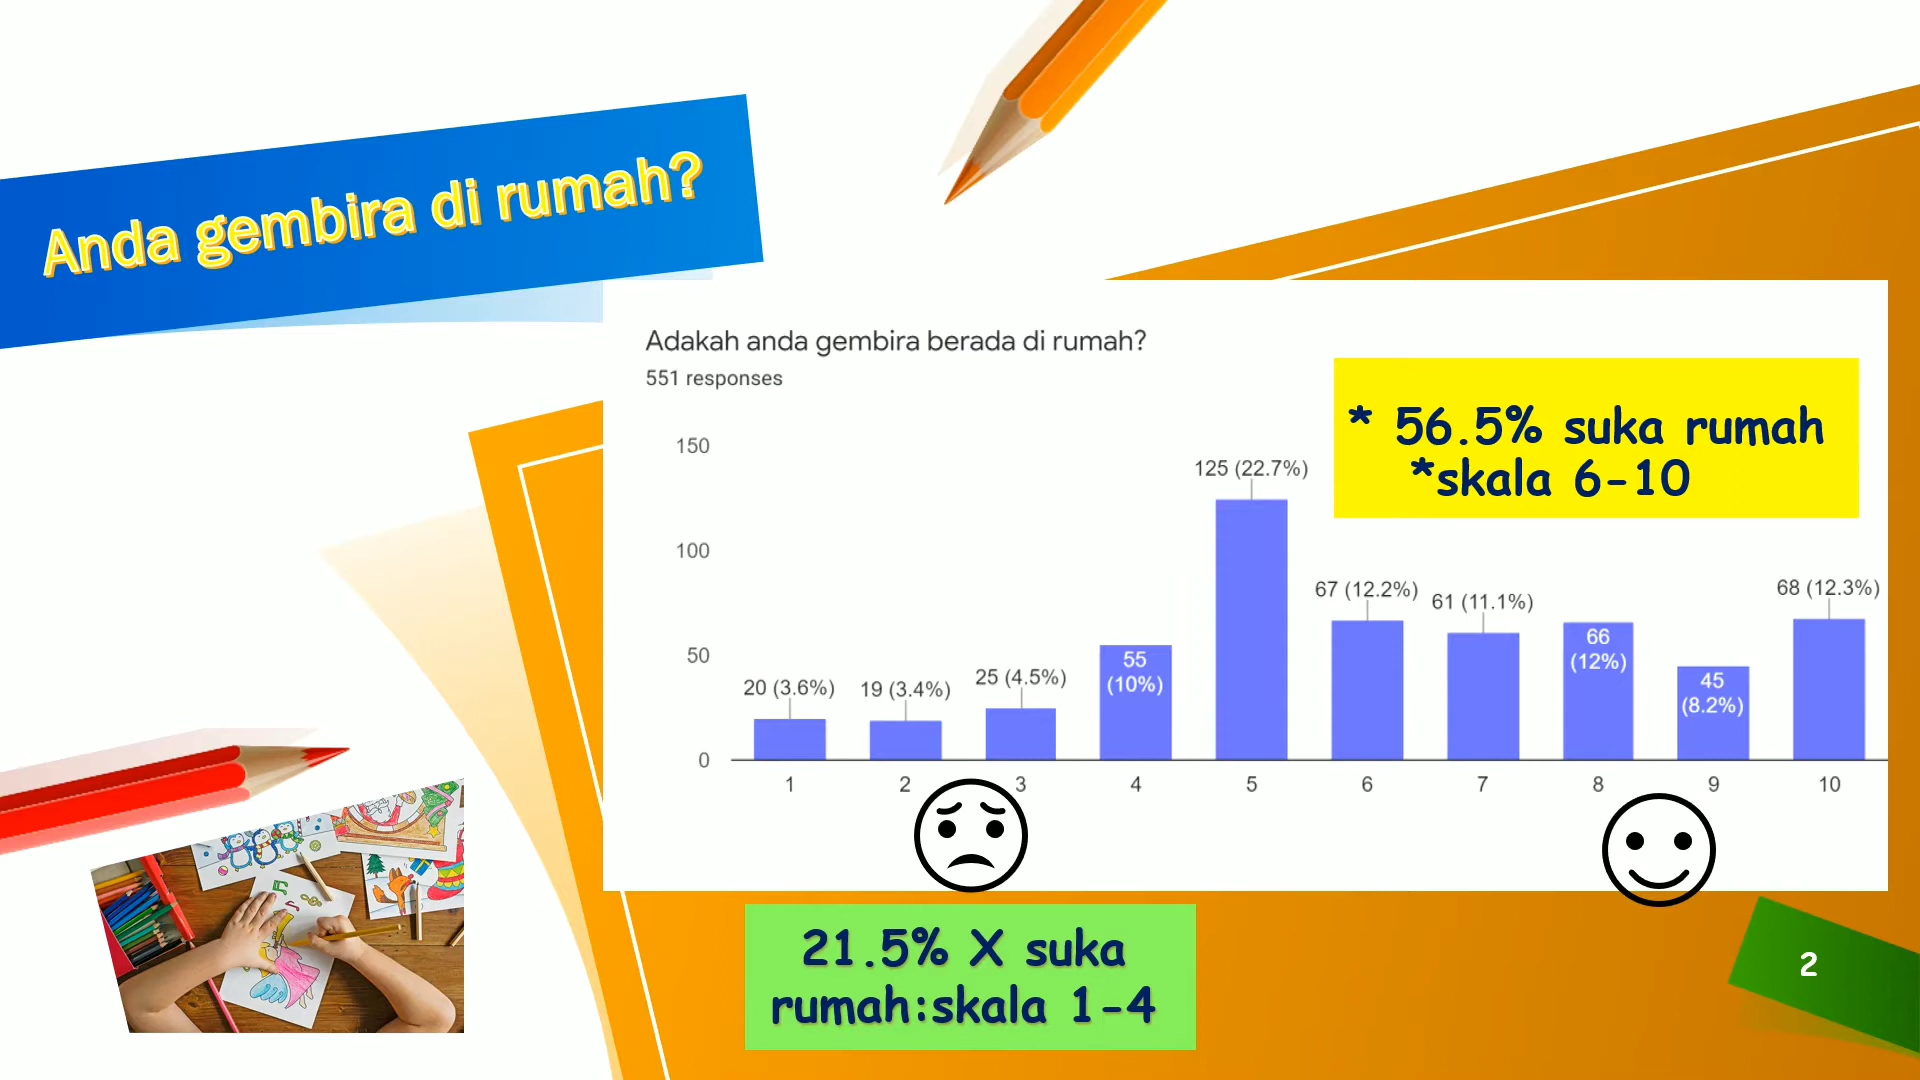 Anda gembira di rumah?
Adakah anda gembira berada di rumah?
551 responses
* 56.5% suka rumah
*skala 6-10
150
100
50
0
20 (3.6%)
19 (3.4%)
25 (4.5%)
55
(10%)
125 (22.7%)
67 (12.2%)
61 (11.1%)
66
(12%)
45
(8.2%)
68 (12.3%)
1 2 3 4 5 6 7 8 9 10
21.5% X suka
rumah:skala 1-4
2